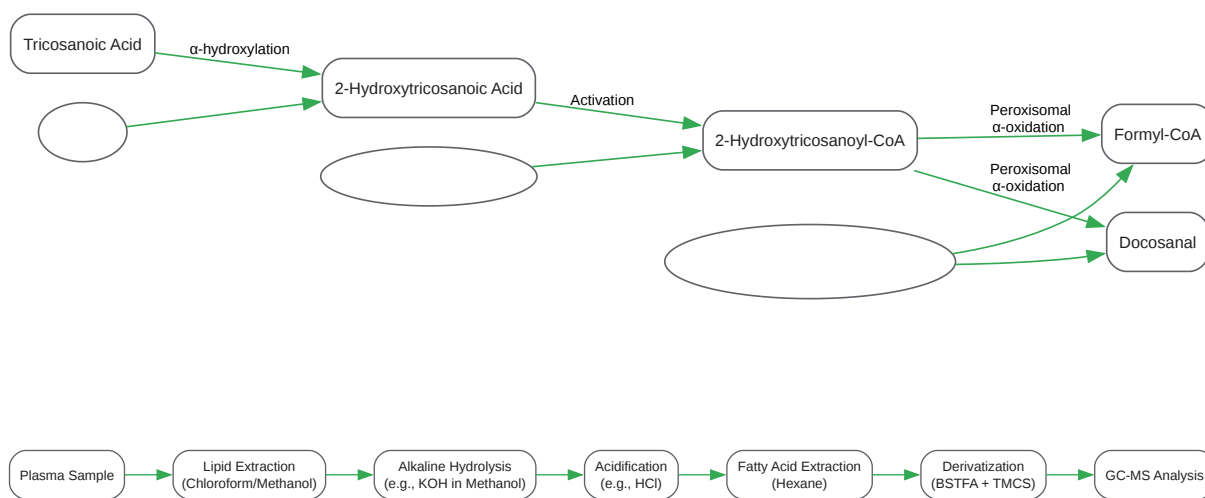 Tricosanoic Acid
α-hydroxylation
2-Hydroxytricosanoic Acid
Activation
2-Hydroxytricosanoyl-CoA
Peroxisomal
α-oxidation
Formyl-CoA
Peroxisomal
α-oxidation
Docosanal
Plasma Sample
Lipid Extraction
(Chloroform/Methanol)
Alkaline Hydrolysis
(e.g., KOH in Methanol)
Acidification
(e.g., HCl)
Fatty Acid Extraction
(Hexane)
Derivatization
(BSTFA + TMCS)
GC-MS Analysis